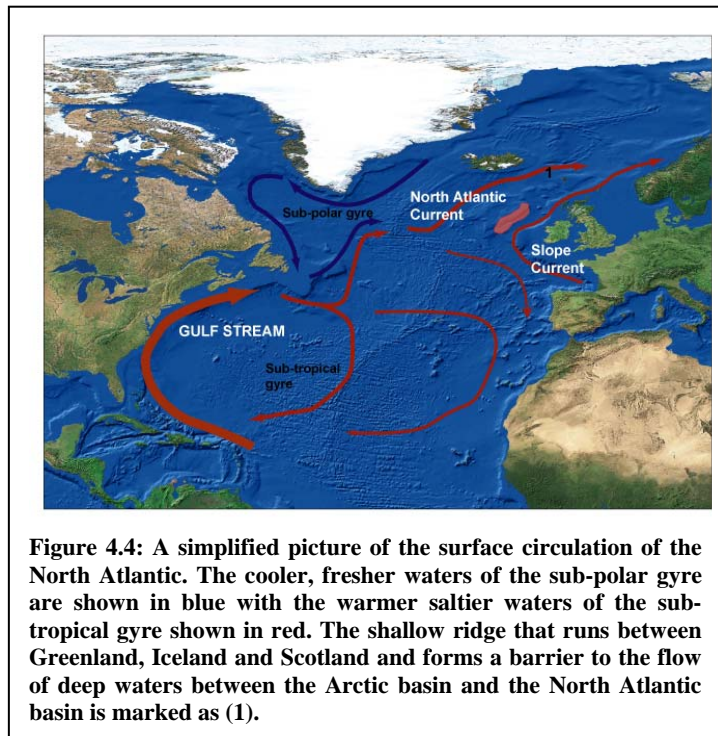 1
North Atlantic
Current
Sub-polar gyre
Slope
Current
GULF STREAM
Sub-tropical
gyre
Figure 4.4: A simplified picture of the surface circulation of the
North Atlantic. The cooler, fresher waters of the sub-polar gyre
are shown in blue with the warmer saltier waters of the sub-
tropical gyre shown in red. The shallow ridge that runs between
Greenland, Iceland and Scotland and forms a barrier to the flow
of deep waters between the Arctic basin and the North Atlantic
basin is marked as (1).